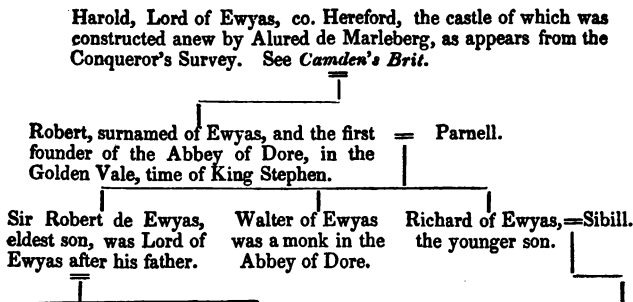 Harold, Lord of Ewyas, co. Hereford, the castle of which was
constructed anew by Alured de Marleberg, as appears from the
Conqueror's Survey. See Camden's Brit.
Robert, surnamed of Ewyas, and the first
founder of the Abbey of Dore, in the
Golden Vale, time of King Stephen.
= Parnell.
Sir Robert de Ewyas,
eldest son, was Lord of
Ewyas after his father.
Walter of Ewyas
was a monk in the
Abbey of Dore.
Richard of Ewyas,=Sibill.
the younger son.